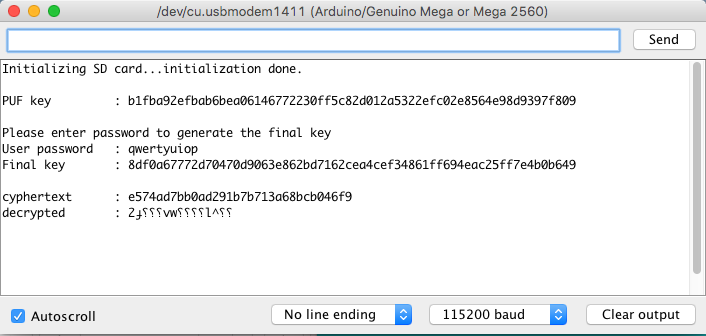 /dev/cu.usbmodem1411 (Arduino/Genuino Mega or Mega 2560)
Send
Initializing SD card...initialization done.
PUF key : b1fba92efbab6bea06146772230ff5c82d012a5322efc02e8564e98d9397f809
Please enter password to generate the final key
User password : qwertyuiop
Final key : 8df0a67772d70470d9063e862bd7162cea4cef34861ff694eac25ff7e4b0b649
cyphertext : e574ad7bb0ad291b7b713a68bcb046f9
decrypted :
Autoscroll
No line ending
115200 baud
Clear output